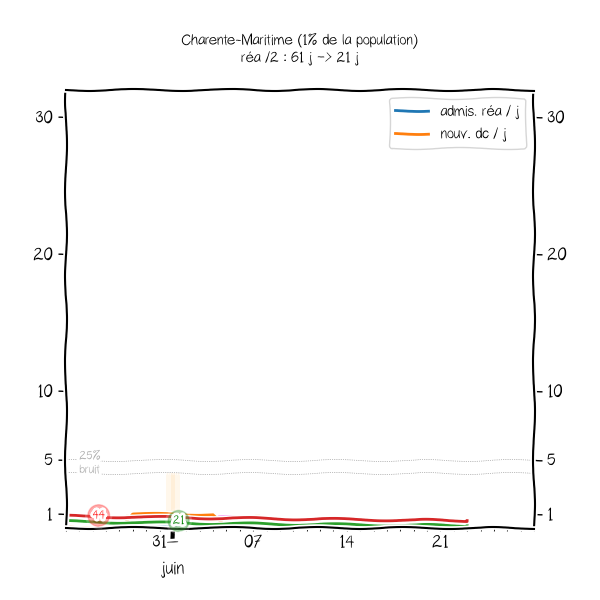 Charente-Maritime (1% de la population)
réa /2 : 61 j -> 21 j
admis. réa / j
nouv. dc / j
30 30
20 20
10 10
5 5
25%
bruit
1 1
44 21
31 07 14 21
juin